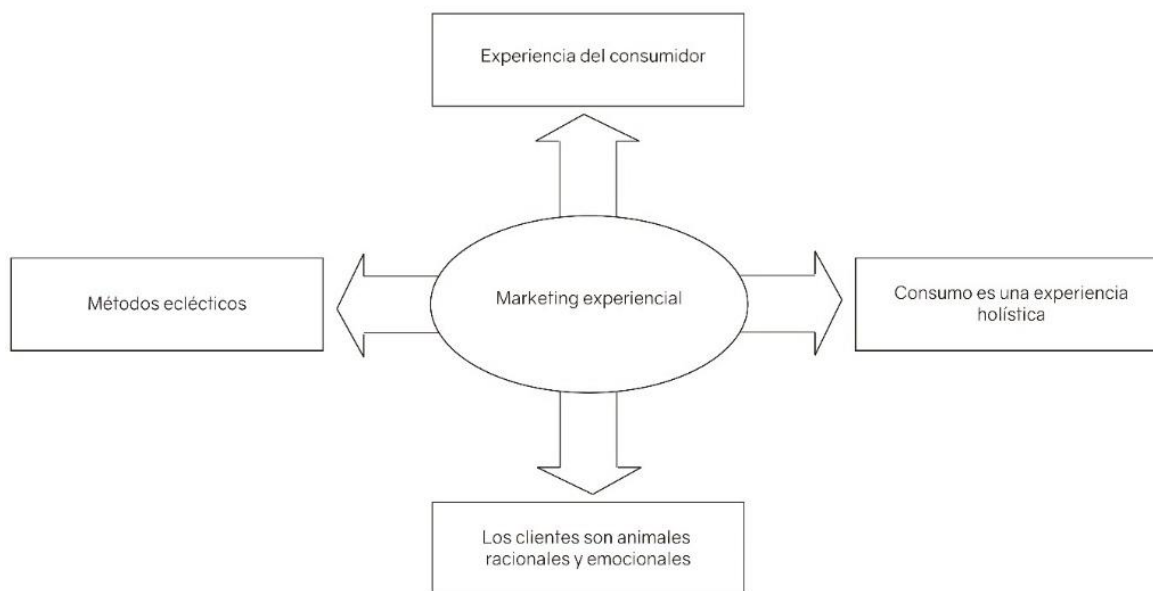 Experiencia del consumidor
Métodos eclécticos
Marketing experiencial
Consumo es una experiencia
holística
Los clientes son animales
racionales y emocionales